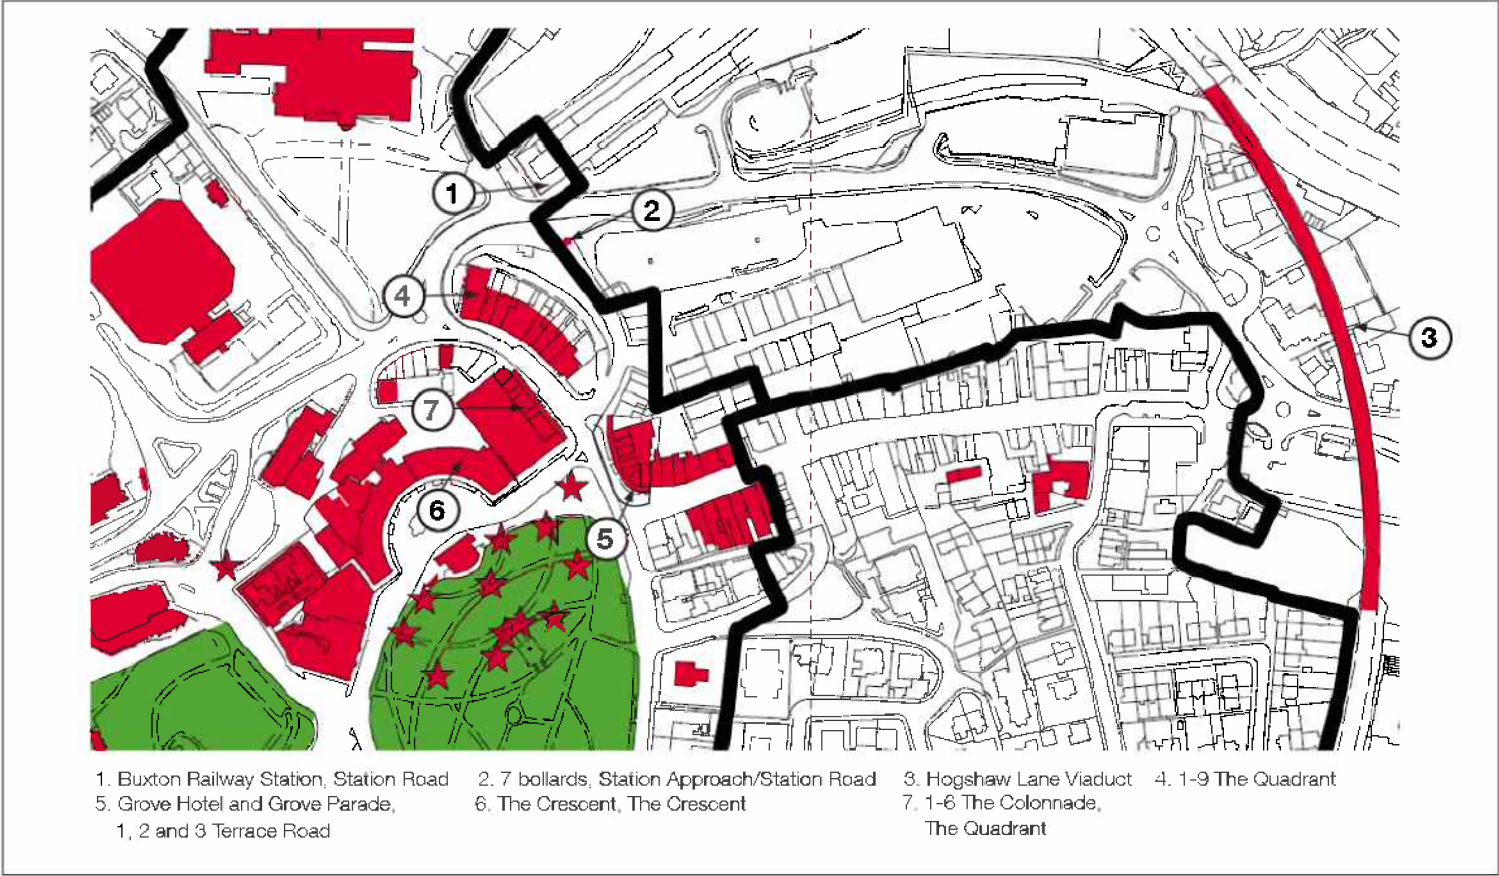 1
2
4
3
7
6
5
1. Buxton Railway Station, Station Road 2. 7 bollards, Station Approach/Station Road 3. Hogshaw Lane Viaduct 4. 1-9 The Quadrant
5. Grove Hotel and Grove Parade, 6. The Crescent, The Crescent 7. 1-6 The Colonnade,
1, 2 and 3 Terrace Road The Quadrant